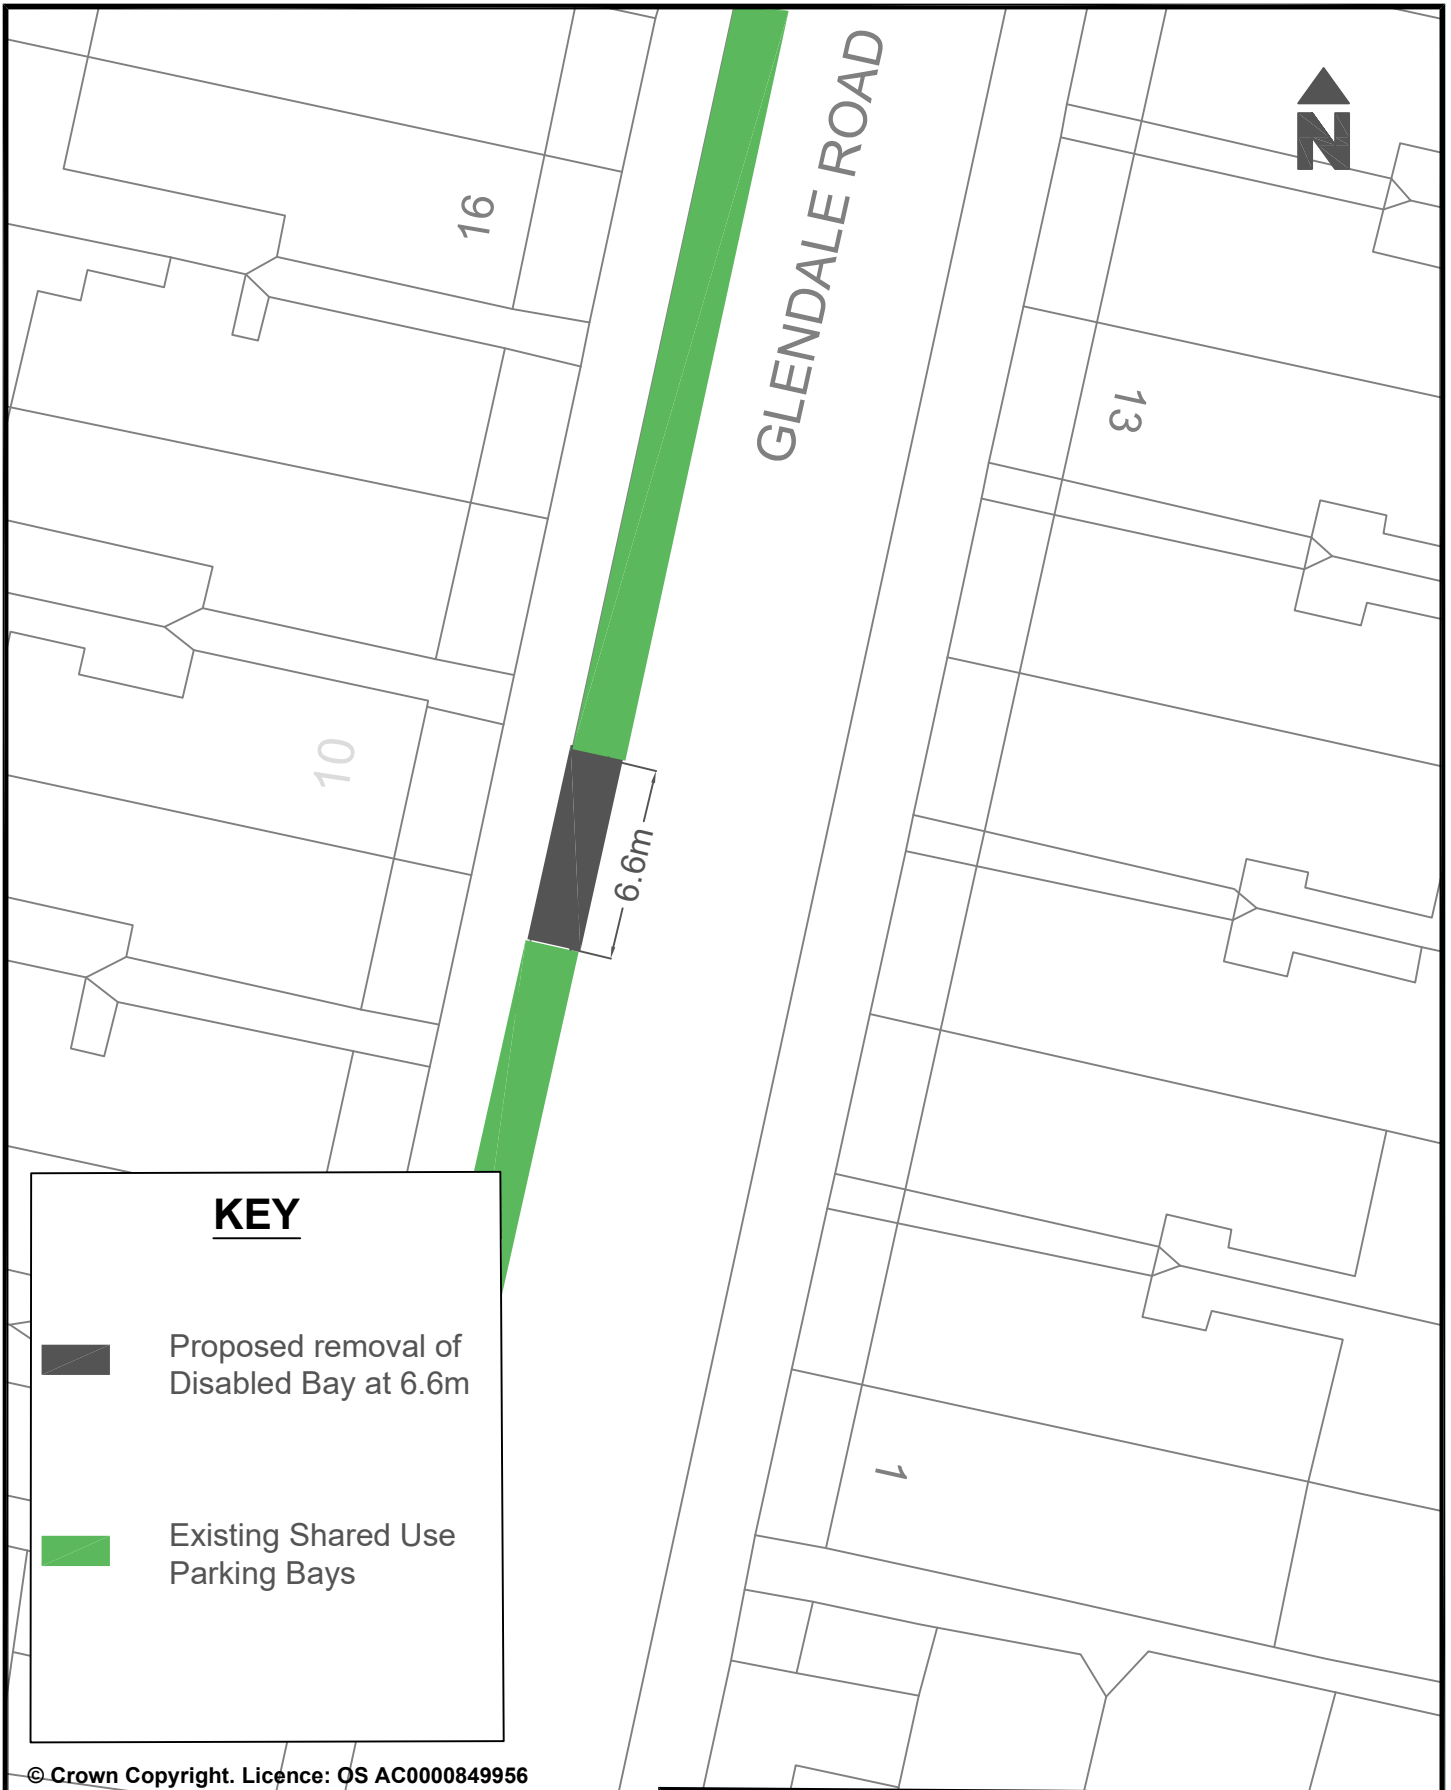 GLENDALE ROAD
N
16
13
10
6.6m
1
KEY
Proposed removal of
Disabled Bay at 6.6m
Existing Shared Use
Parking Bays
© Crown Copyright. Licence: OS AC0000849956